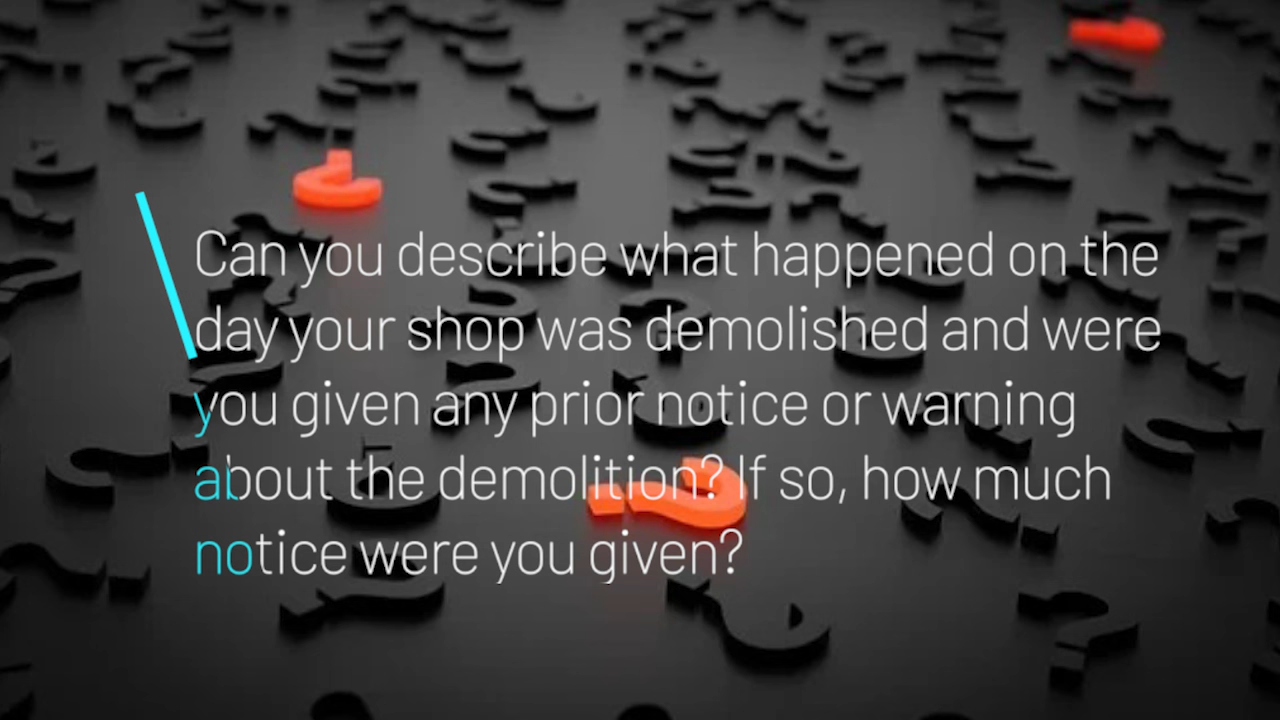 Can you describe what happened on the
day your shop was demolished and were
you given any prior notice or warning
about the demolition? If so, how much
notice were you given?